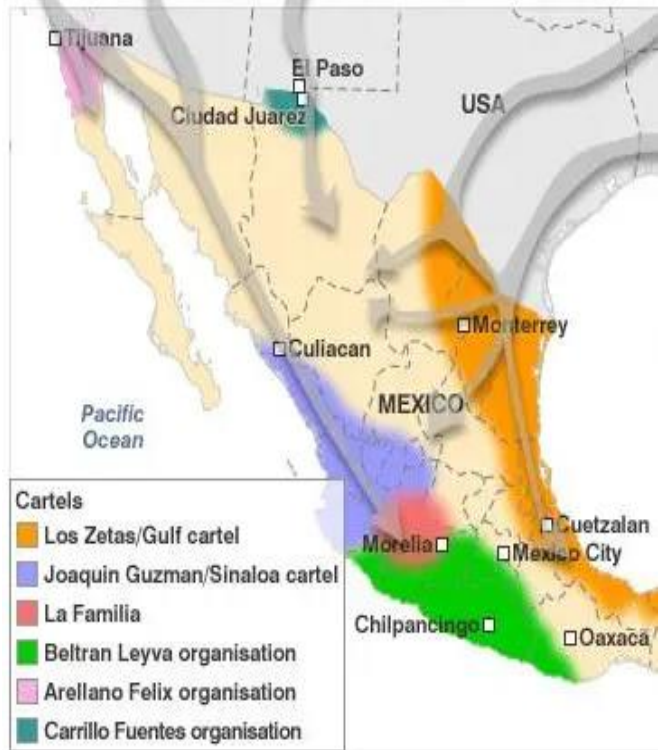 Tijuana
El Paso
Ciudad Juarez
USA
Monterrey
Culiacan
MEXICO
Pacific
Ocean
Cuetzalan
Morelia
Mexico City
Chilpancingo
Oaxaca
Cartels
Los Zetas/Gulf cartel
Joaquin Guzman/Sinaloa cartel
La Familia
Beltran Leyva organisation
Arellano Felix organisation
Carrillo Fuentes organisation